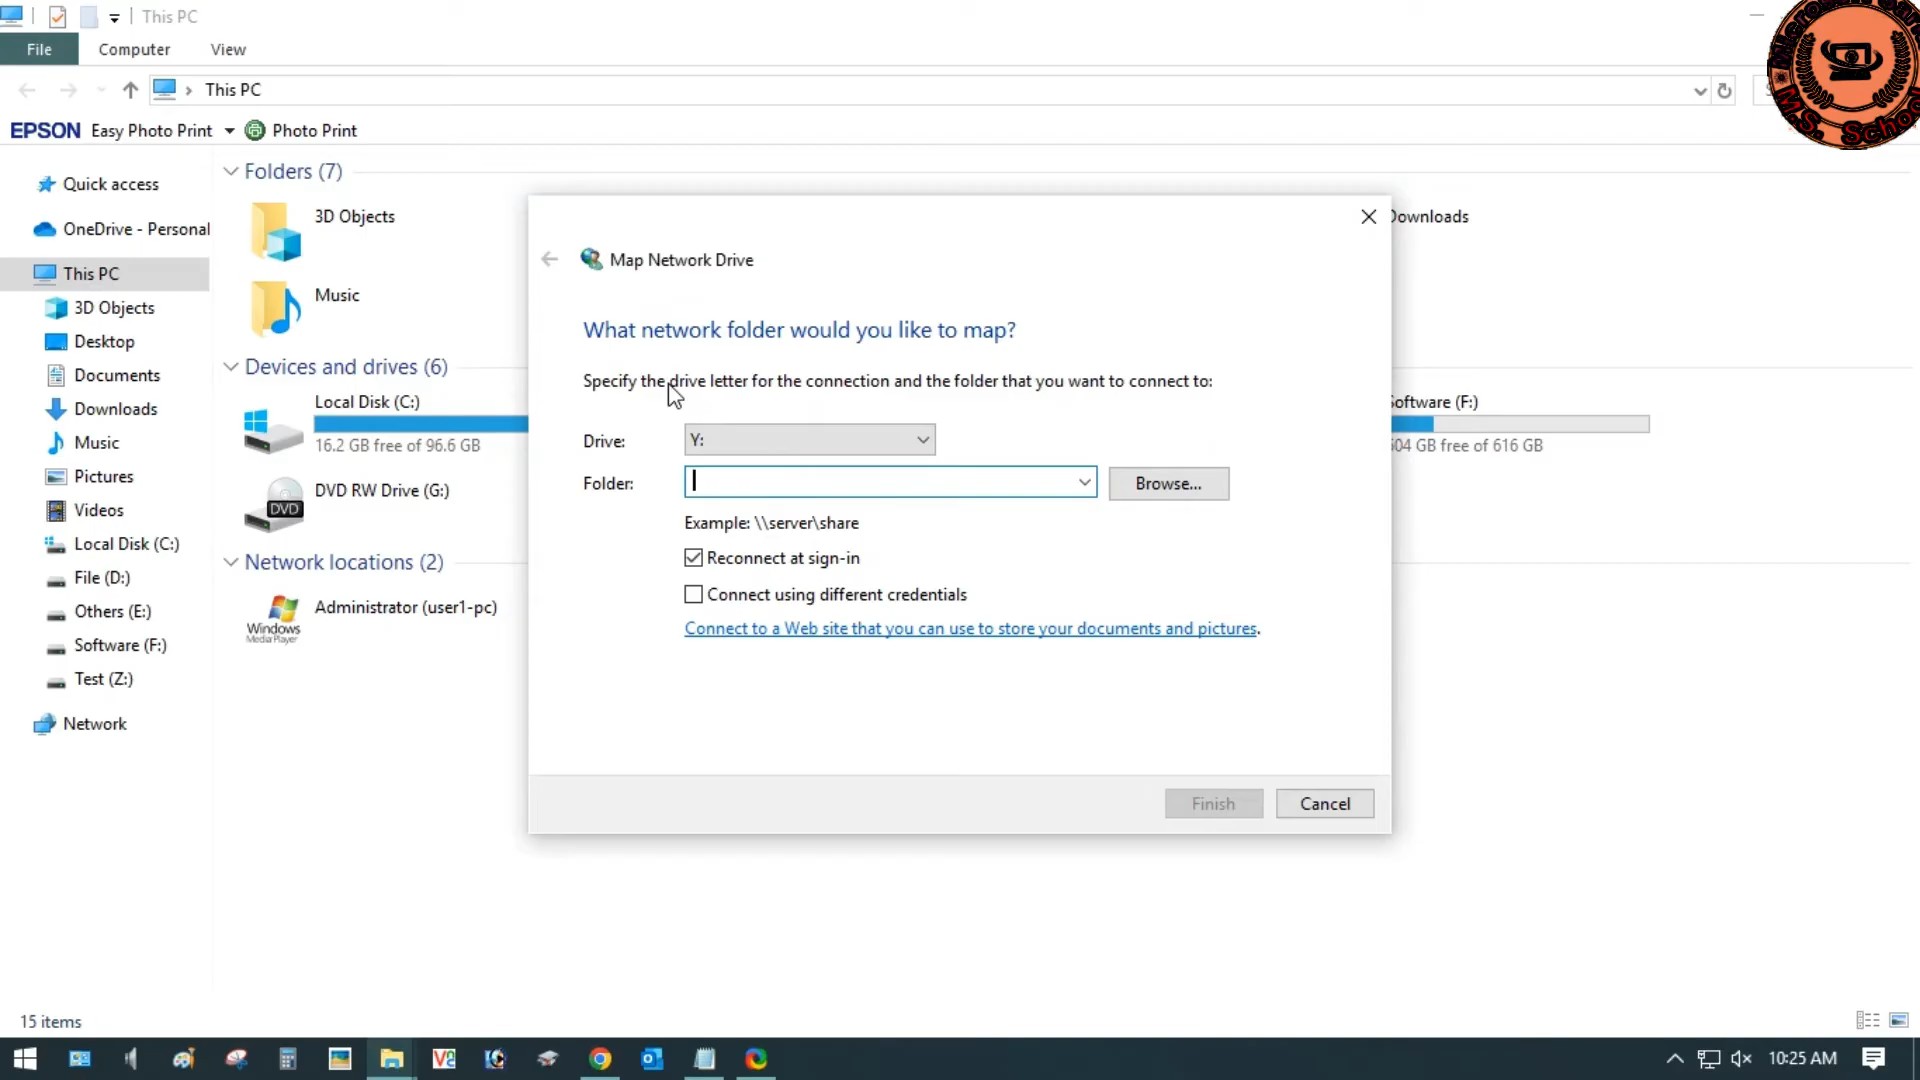 This PC
File
Computer
View
This PC
EPSON Easy Photo Print
Photo Print
Quick access
OneDrive - Personal
This PC
3D Objects
Desktop
Documents
Downloads
Music
Pictures
Videos
Local Disk (C:)
File (D:)
Others (E:)
Software (F:)
Test (Z:)
Network
Folders (7)
3D Objects
Downloads
Music
Devices and drives (6)
Local Disk (C:)
16.2 GB free of 96.6 GB
Software (F:)
504 GB free of 616 GB
DVD RW Drive (G:)
DVD
Network locations (2)
Administrator (user1-pc)
Windows
Media Player
Map Network Drive
What network folder would you like to map?
Specify the drive letter for the connection and the folder that you want to connect to:
Drive:
Y:
Folder:
Browse...
Example: \\server\share
Reconnect at sign-in
Connect using different credentials
Connect to a Web site that you can use to store your documents and pictures.
Finish
Cancel
M.S. School
15 items
10:25 AM